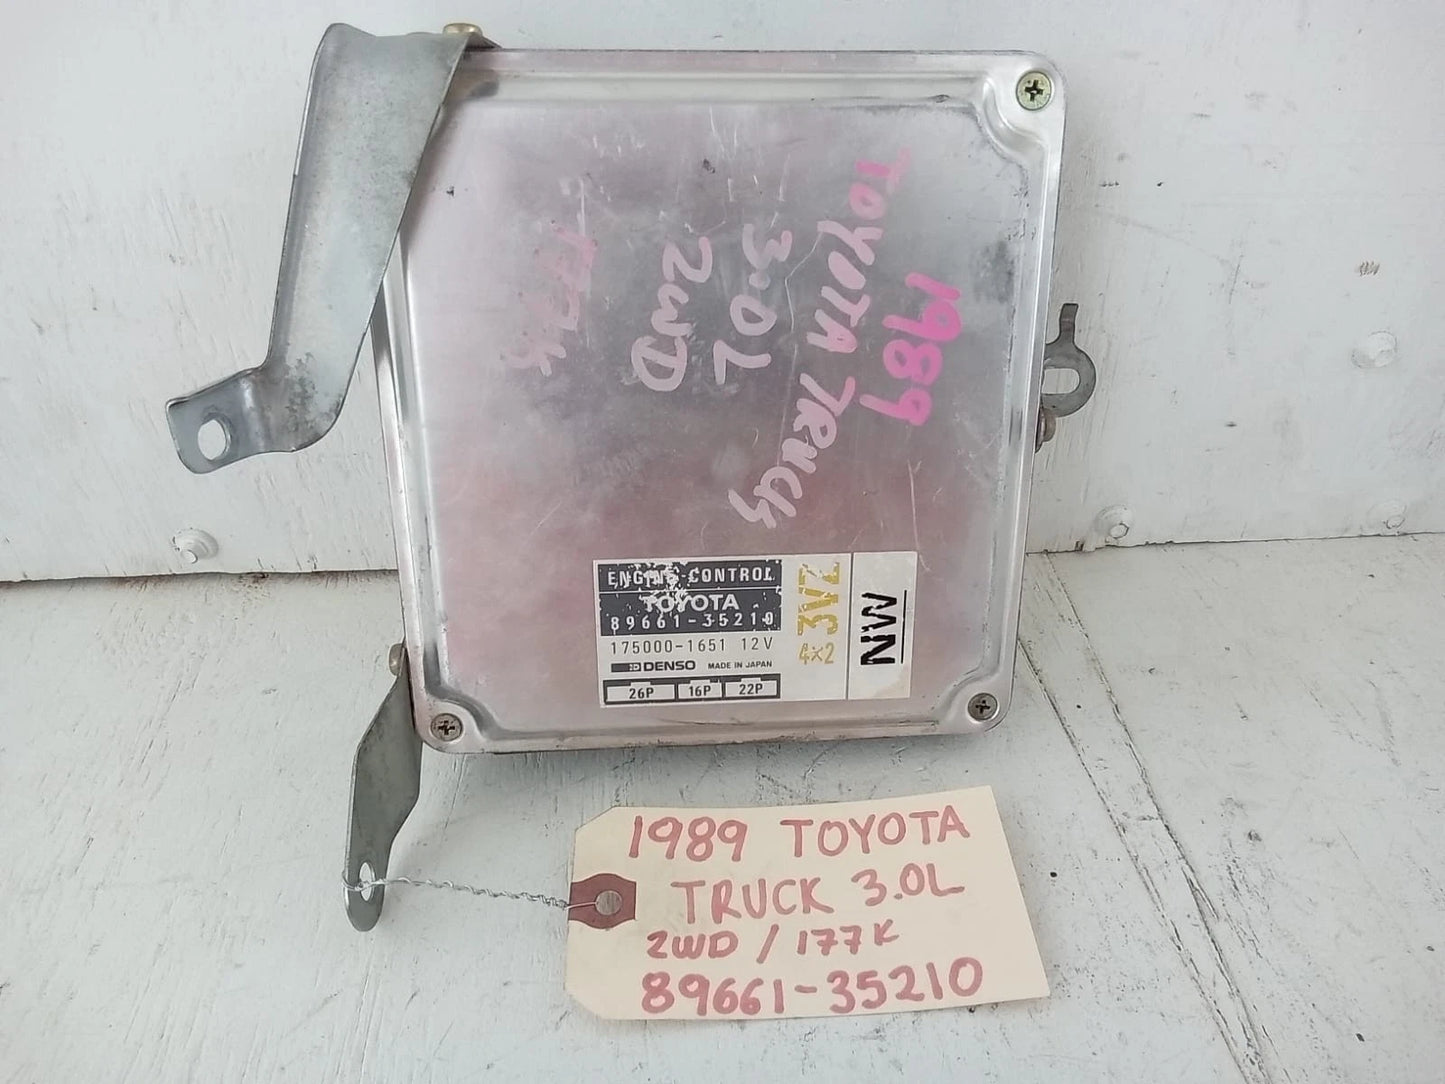 1989
TOYOTA TRUCK
3.0L
2WD
177K
ENGINE CONTROL
TOYOTA
89661-35210
175000-1651 12V
DENSO MADE IN JAPAN
26P 16P 22P
3VZ
4×2
NW
1989 TOYOTA
TRUCK 3.0L
2WD / 177K
89661-35210